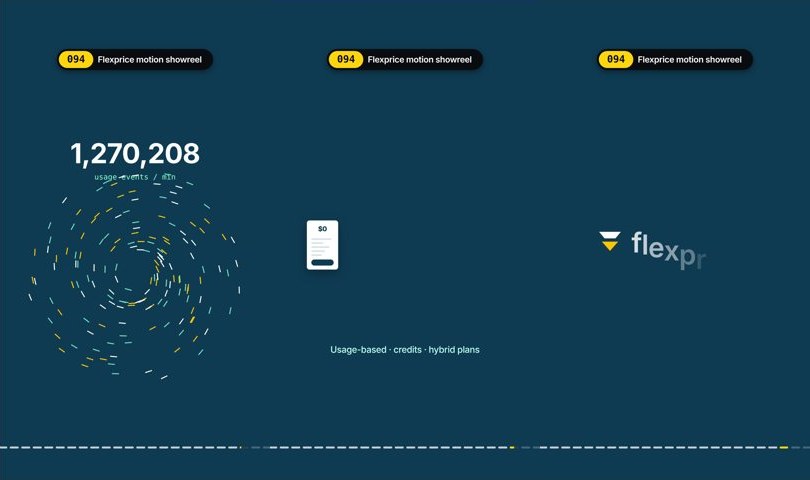 094 Flexprice motion showreel
094 Flexprice motion showreel
094 Flexprice motion showreel
1,270,208
usage events / min
$0
flexpr
Usage-based · credits · hybrid plans